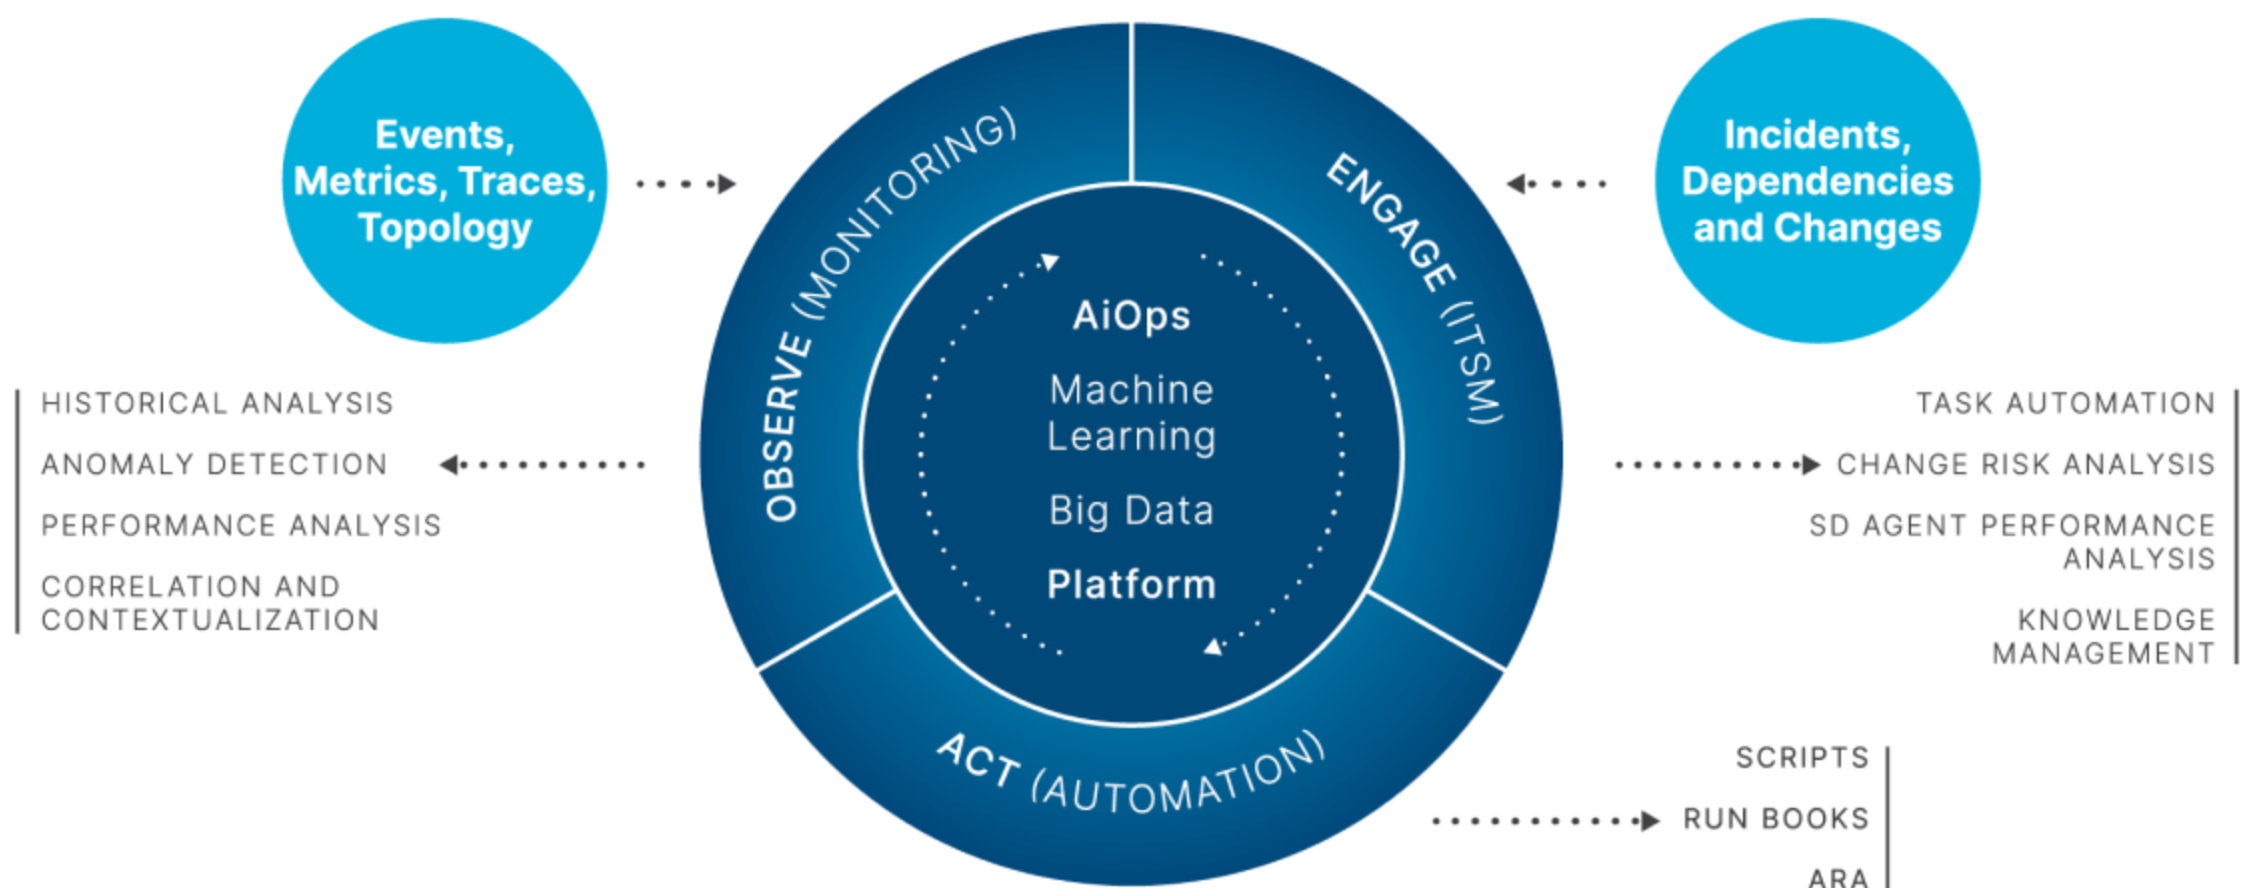 Events,
Metrics, Traces,
Topology
Incidents,
Dependencies
and Changes
OBSERVE (MONITORING)
ENGAGE (ITSM)
ACT (AUTOMATION)
AiOps
Machine
Learning
Big Data
Platform
HISTORICAL ANALYSIS
ANOMALY DETECTION
PERFORMANCE ANALYSIS
CORRELATION AND
CONTEXTUALIZATION
TASK AUTOMATION
CHANGE RISK ANALYSIS
SD AGENT PERFORMANCE
ANALYSIS
KNOWLEDGE
MANAGEMENT
SCRIPTS
RUN BOOKS
ARA